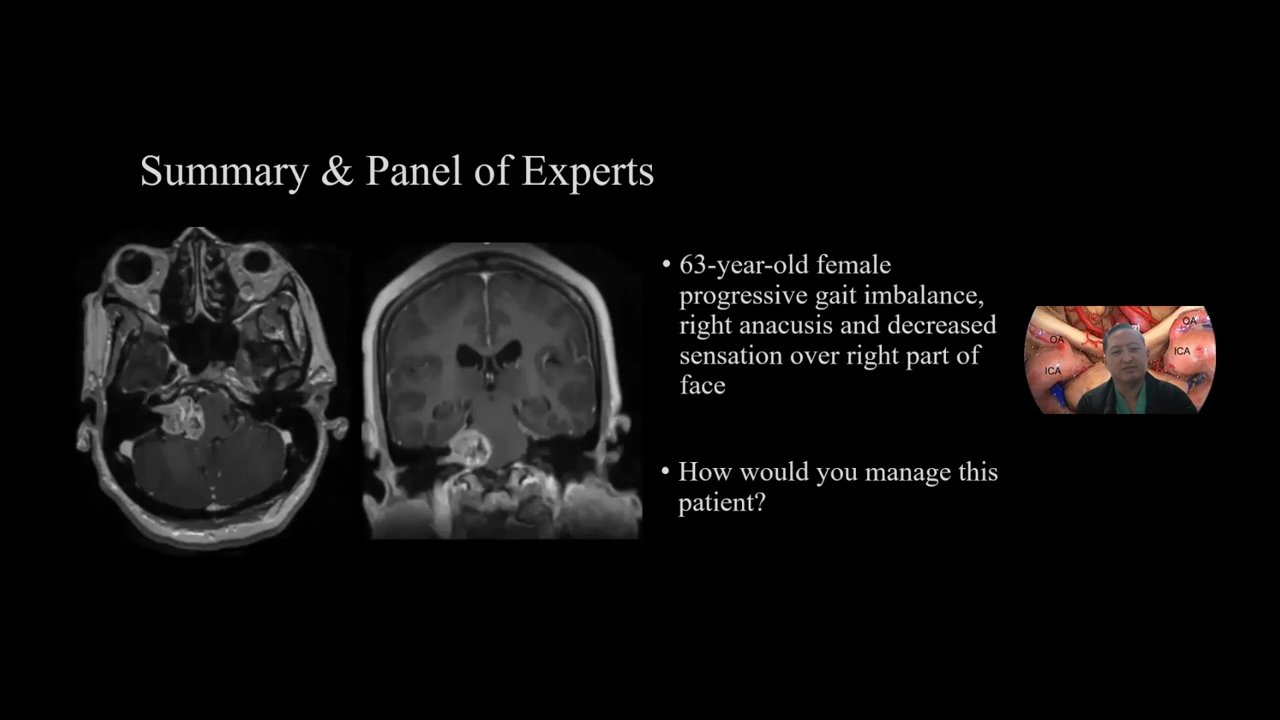 Summary & Panel of Experts
• 63-year-old female
progressive gait imbalance,
right anacusis and decreased
sensation over right part of
face
• How would you manage this
patient?
OA
ICA
OA
ICA